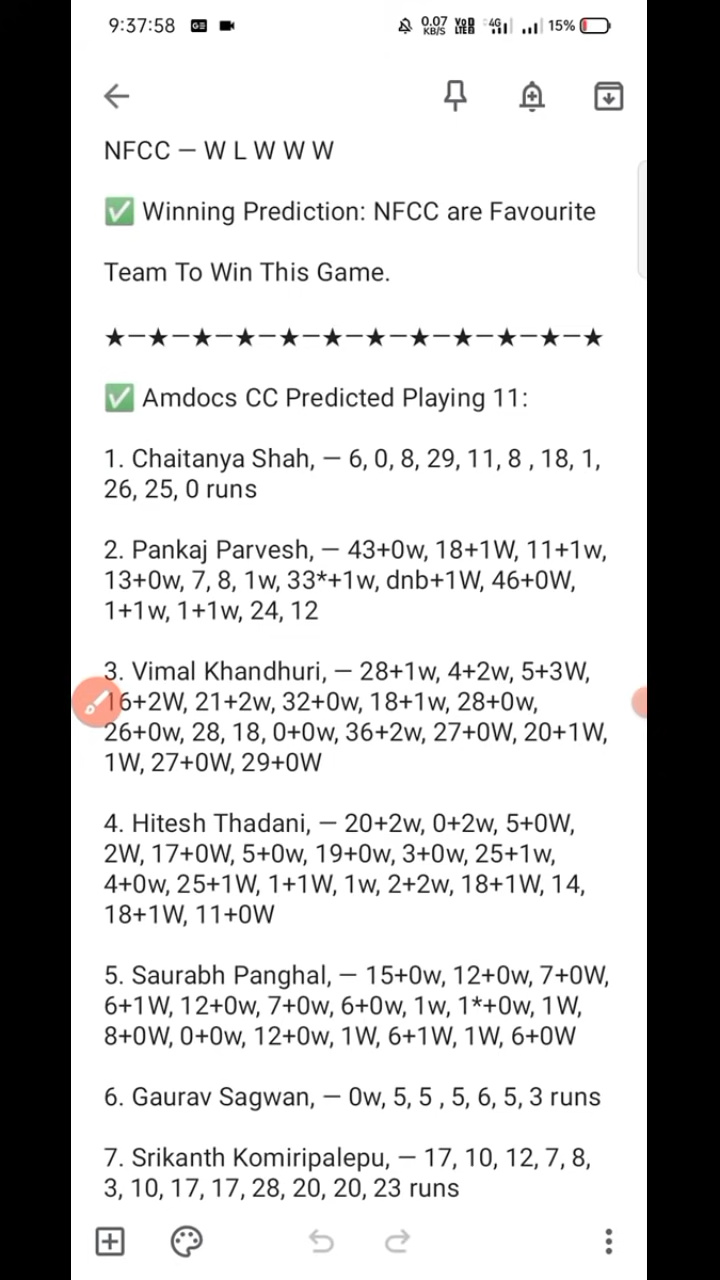 9:37:58 0.07 KB/S VoD LTE 4G 15%
NFCC – W L W W W
✅ Winning Prediction: NFCC are Favourite
Team To Win This Game.
★—★—★—★—★—★—★—★—★—★—★—★
✅ Amdocs CC Predicted Playing 11:
1. Chaitanya Shah, – 6, 0, 8, 29, 11, 8 , 18, 1,
26, 25, 0 runs
2. Pankaj Parvesh, – 43+0w, 18+1W, 11+1w,
13+0w, 7, 8, 1w, 33*+1w, dnb+1W, 46+0W,
1+1w, 1+1w, 24, 12
3. Vimal Khandhuri, – 28+1w, 4+2w, 5+3W,
16+2W, 21+2w, 32+0w, 18+1w, 28+0w,
26+0w, 28, 18, 0+0w, 36+2w, 27+0W, 20+1W,
1W, 27+0W, 29+0W
4. Hitesh Thadani, – 20+2w, 0+2w, 5+0W,
2W, 17+0W, 5+0w, 19+0w, 3+0w, 25+1w,
4+0w, 25+1W, 1+1W, 1w, 2+2w, 18+1W, 14,
18+1W, 11+0W
5. Saurabh Panghal, – 15+0w, 12+0w, 7+0W,
6+1W, 12+0w, 7+0w, 6+0w, 1w, 1*+0w, 1W,
8+0W, 0+0w, 12+0w, 1W, 6+1W, 1W, 6+0W
6. Gaurav Sagwan, – 0w, 5, 5 , 5, 6, 5, 3 runs
7. Srikanth Komiripalepu, – 17, 10, 12, 7, 8,
3, 10, 17, 17, 28, 20, 20, 23 runs